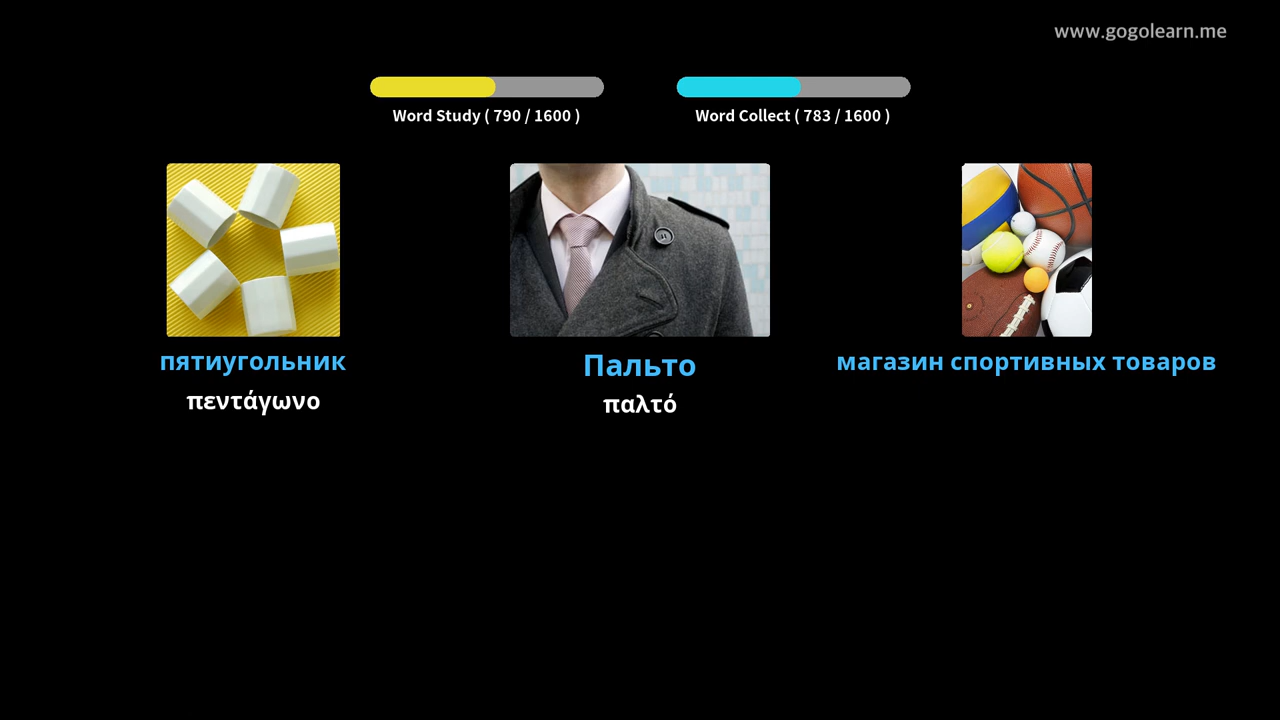 www.gogolearn.me
Word Study ( 790 / 1600 )
Word Collect ( 783 / 1600 )
пятиугольник
πεντάγωνο
Пальто
παλτό
магазин спортивных товаров